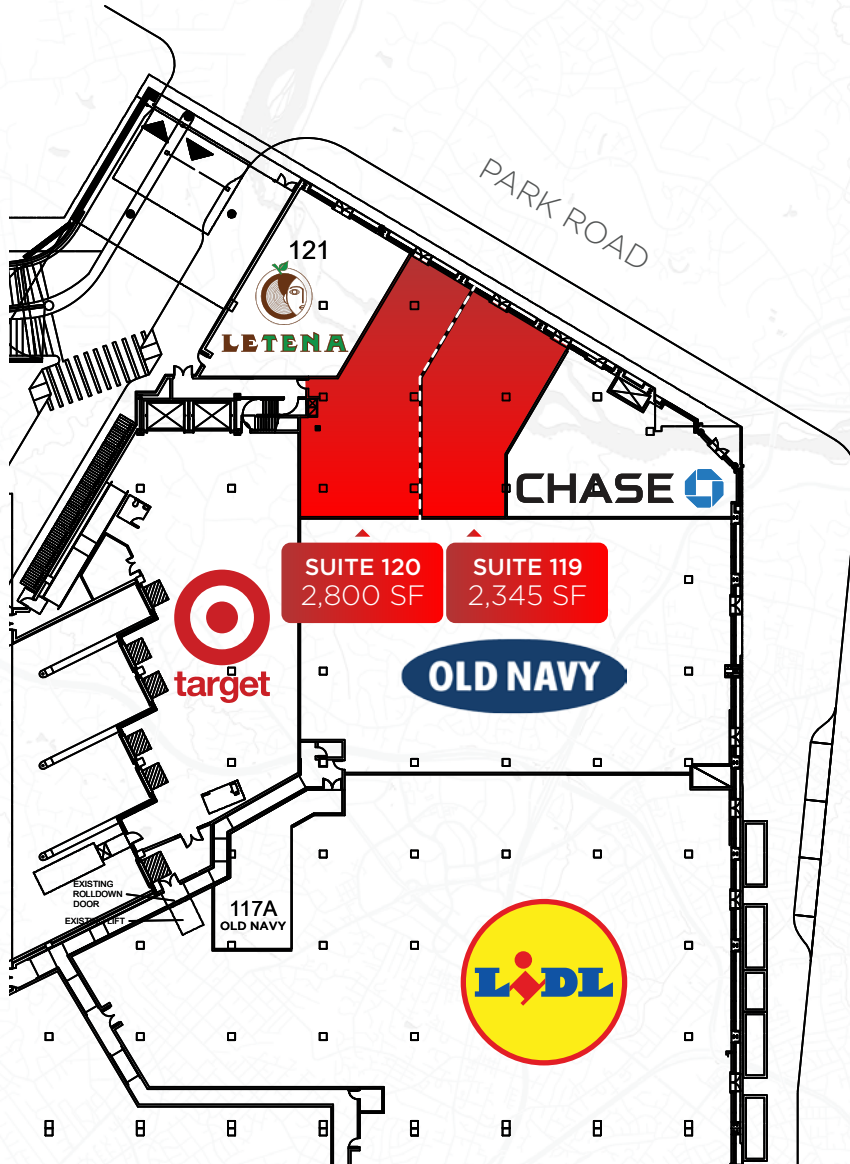 PARK ROAD
121
LETENA
CHASE
SUITE 120
2,800 SF
SUITE 119
2,345 SF
target
OLD NAVY
EXISTING
ROLLDOWN
DOOR
EXISTING LIFT
117A
OLD NAVY
LiDL